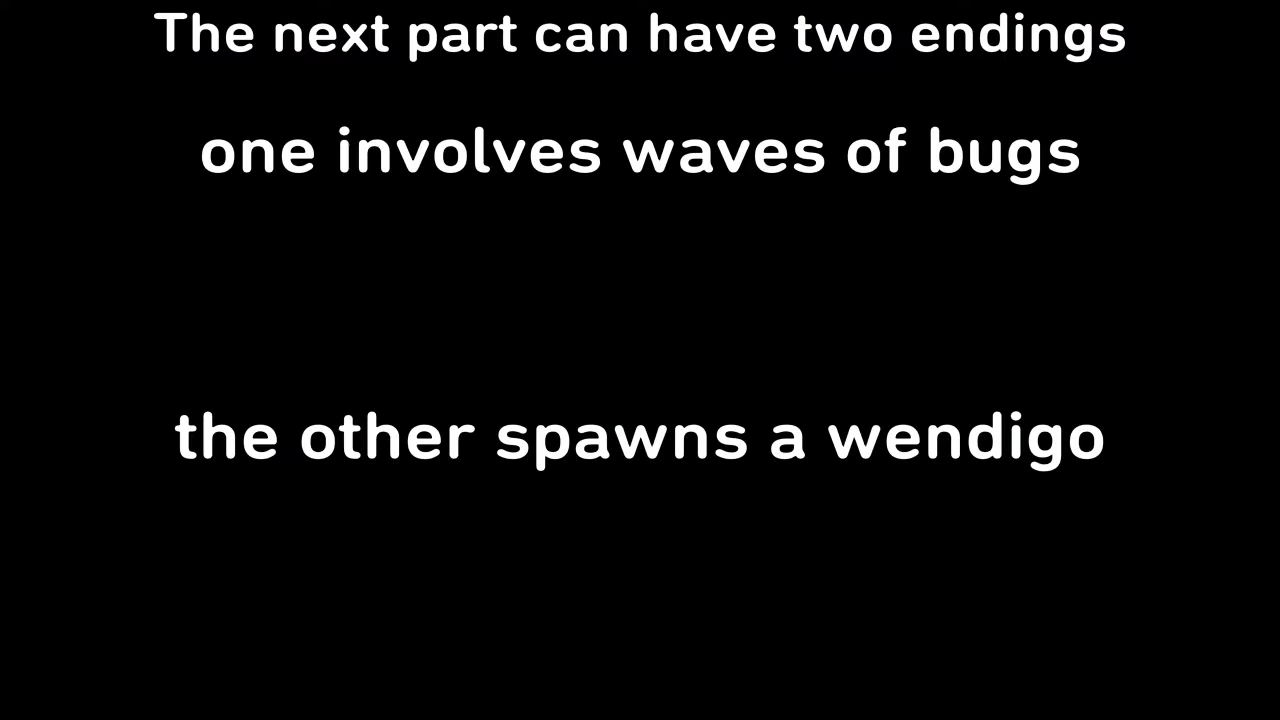 The next part can have two endings
one involves waves of bugs
the other spawns a wendigo